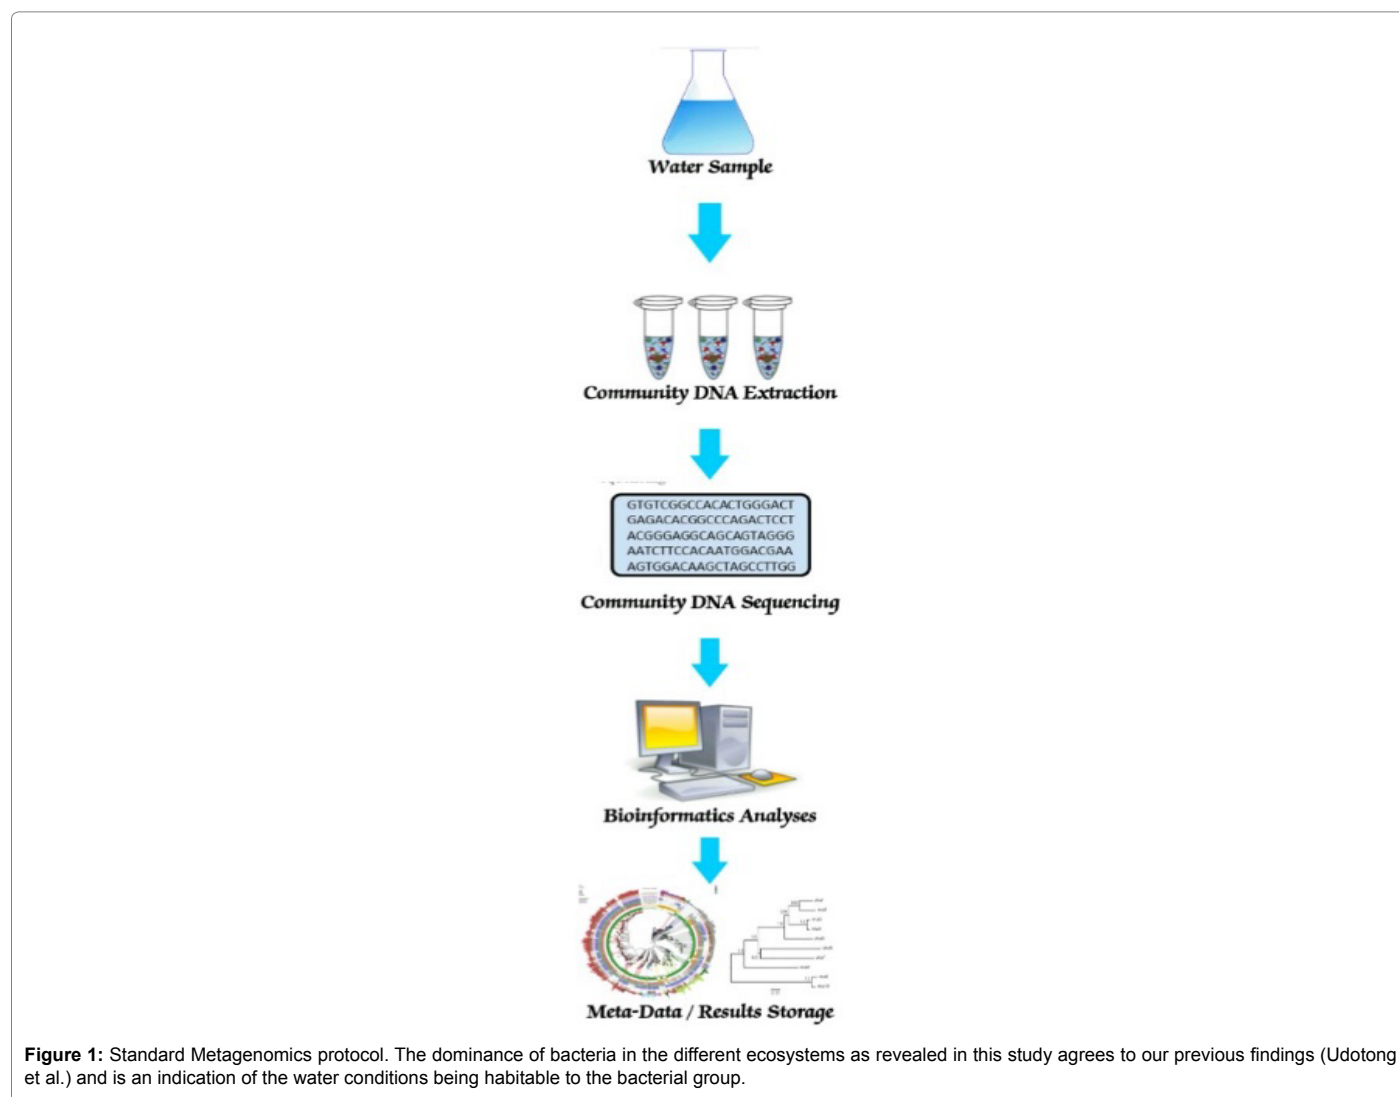 Water Sample
Community DNA Extraction
GTGTCGGCCACACTGGGACT
GAGACACGGCCCAGACTCCT
ACGGGAGGCAGCAGTAGGG
AATCTTCCACAATGGACGAA
AGTGGACAAGCTAGCCTTGG
Community DNA Sequencing
Bioinformatics Analyses
Meta-Data / Results Storage
Figure 1: Standard Metagenomics protocol. The dominance of bacteria in the different ecosystems as revealed in this study agrees to our previous findings (Udotong
et al.) and is an indication of the water conditions being habitable to the bacterial group.